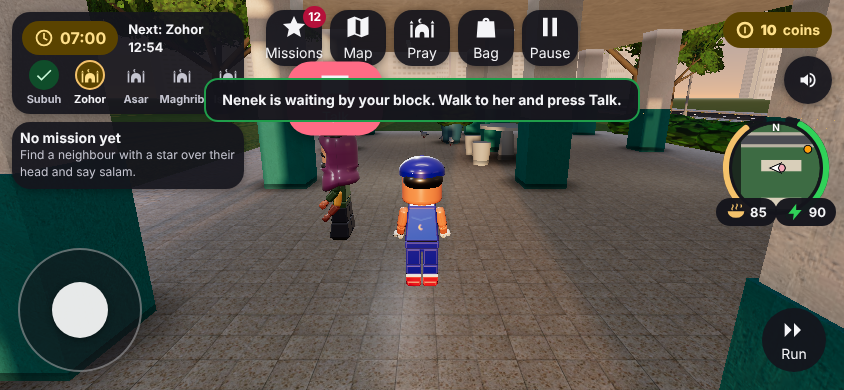 07:00
Next: Zohor
12:54
Subuh
Zohor
Asar
Maghrib
12
Missions
Map
Pray
Bag
Pause
10 coins
Nenek is waiting by your block. Walk to her and press Talk.
No mission yet
Find a neighbour with a star over their
head and say salam.
N
85
90
Run